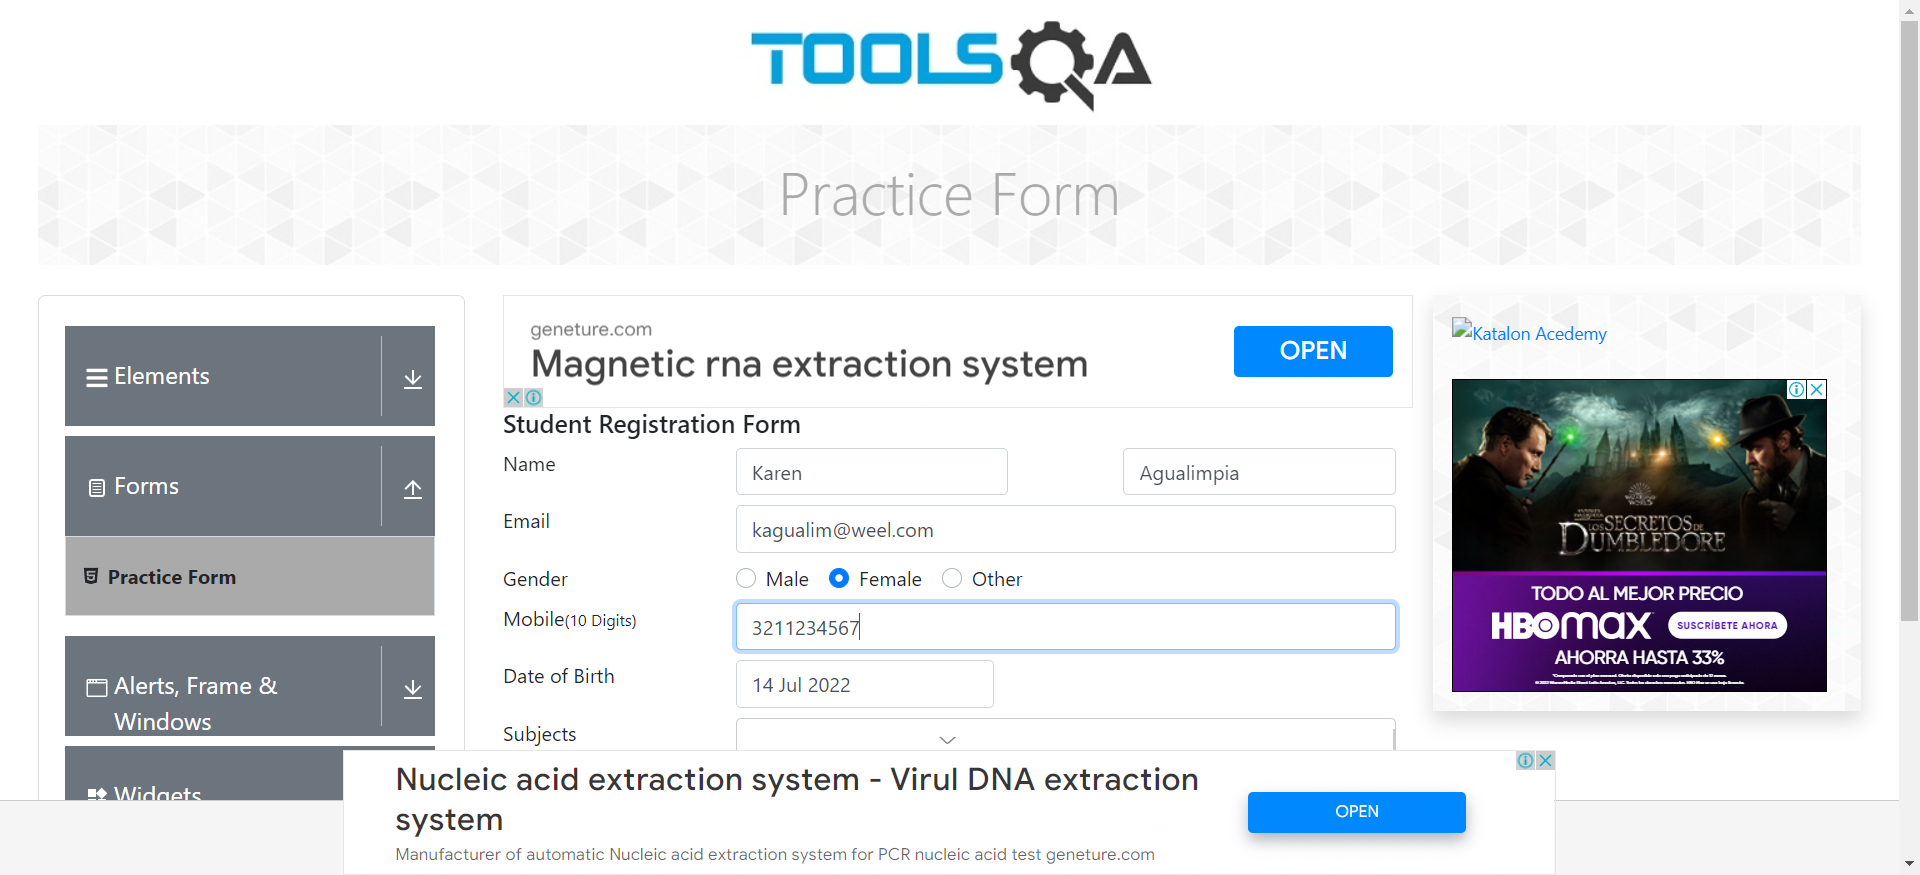 TOOLSQA
Practice Form
Elements
Forms
Practice Form
Alerts, Frame &
Windows
Widgets
geneture.com
Magnetic rna extraction system
OPEN
Student Registration Form
Name
Karen
Agualimpia
Email
kagualim@weel.com
Gender
Male
Female
Other
Mobile(10 Digits)
3211234567
Date of Birth
14 Jul 2022
Subjects
Katalon Acedemy
LOS SECRETOS DE
DUMBLEDORE
TODO AL MEJOR PRECIO
HBOMAX
SUSCRÍBETE AHORA
AHORRA HASTA 33%
Nucleic acid extraction system - Virul DNA extraction
system
Manufacturer of automatic Nucleic acid extraction system for PCR nucleic acid test geneture.com
OPEN